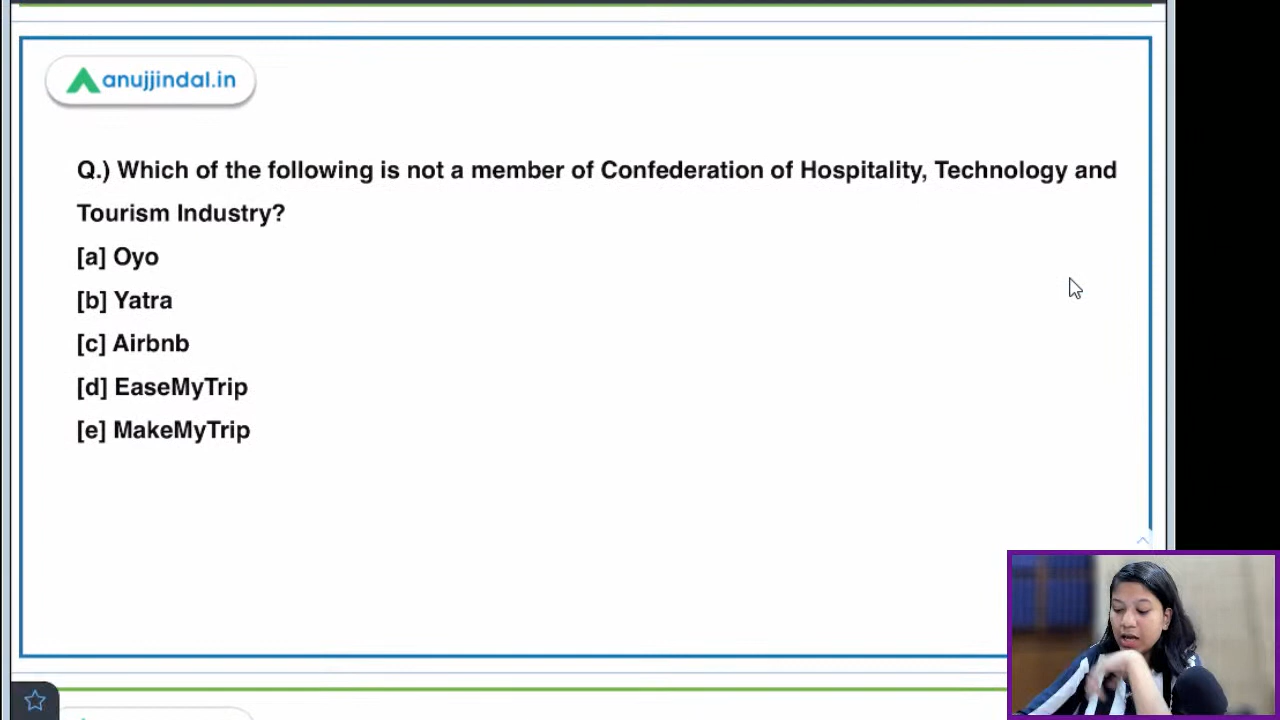 anujjindal.in
Q.) Which of the following is not a member of Confederation of Hospitality, Technology and
Tourism Industry?
[a] Oyo
[b] Yatra
[c] Airbnb
[d] EaseMyTrip
[e] MakeMyTrip